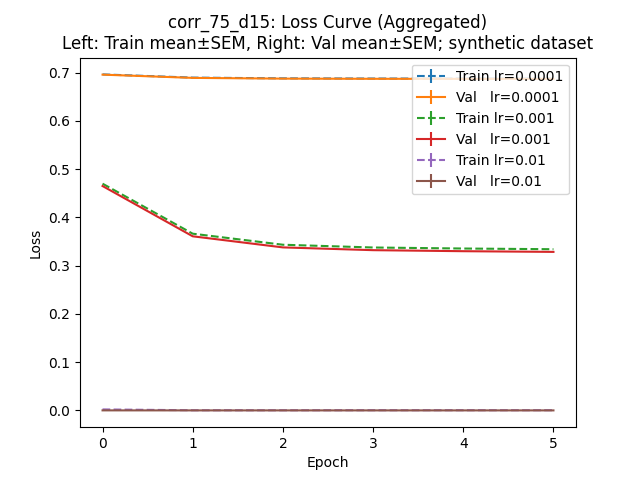 corr_75_d15: Loss Curve (Aggregated)
Left: Train mean±SEM, Right: Val mean±SEM; synthetic dataset
0.7
0.6
0.5
0.4
0.3
0.2
0.1
0.0
Loss
Train lr=0.0001
Val lr=0.0001
Train lr=0.001
Val lr=0.001
Train lr=0.01
Val lr=0.01
0 1 2 3 4 5
Epoch